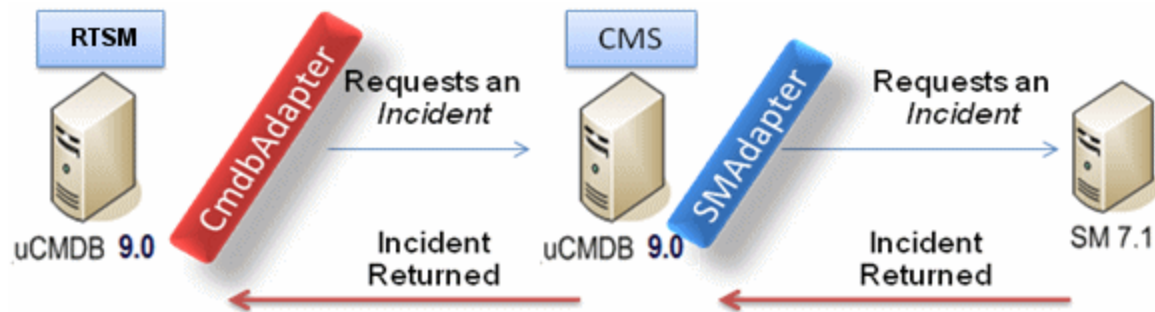 RTSM
CMS
CmdbAdapter
Requests an
Incident
SMAdapter
Requests an
Incident
uCMDB 9.0
Incident
Returned
uCMDB 9.0
Incident
Returned
SM 7.1